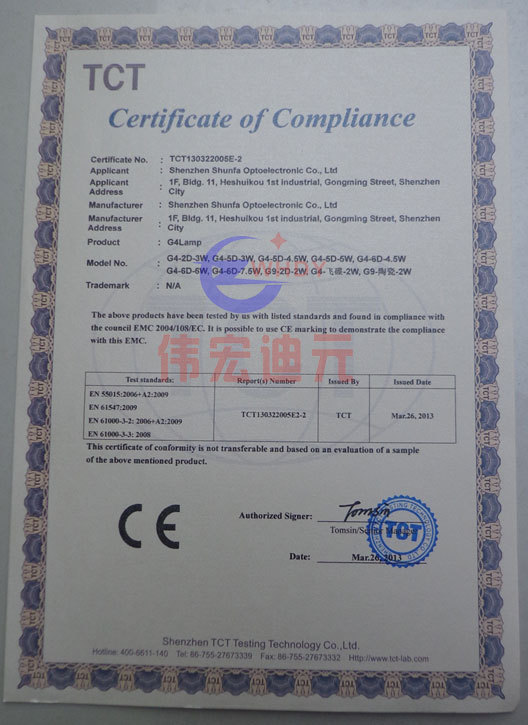 TCT
Certificate of Compliance
Certificate No. : TCT130322005E-2
Applicant : Shenzhen Shunfa Optoelectronic Co., Ltd
Applicant Address : 1F, Bldg. 11, Heshuikou 1st industrial, Gongming Street, Shenzhen
City
Manufacturer : Shenzhen Shunfa Optoelectronic Co., Ltd
Manufacturer Address : 1F, Bldg. 11, Heshuikou 1st industrial, Gongming Street, Shenzhen
City
Product : G4Lamp
Model No. : G4-2D-3W, G4-5D-3W, G4-5D-4.5W, G4-5D-5W, G4-6D-4.5W
G4-6D-6W, G4-6D-7.5W, G9-2D-2W, G4-飞碟-2W, G9-陶瓷-2W
Trademark : N/A
WHDY
伟宏迪元
The above products have been tested by us with listed standards and found in compliance with
the council EMC 2004/108/EC. It is possible to use CE marking to demonstrate the compliance
with this EMC.
Test standards: Report(s) Number Issued By Issued Date
EN 55015:2006+A2:2009
EN 61547:2009
EN 61000-3-2: 2006+A2:2009
EN 61000-3-3: 2008
TCT130322005E2-2 TCT Mar.26, 2013
This certificate of conformity is not transferable and based on an evaluation of a sample
of the above mentioned product.
CE
Authorized Signer: Tomsin
Tomsin/
TCT
Date: Mar.26, 2013
Shenzhen TCT Testing Technology Co.,Ltd.
Hotline: 400-6611-140 Tel: 86-755-27673339 Fax: 86-755-27673332 Http://www.tct-lab.com